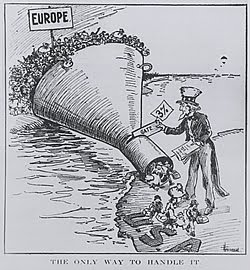 EUROPE
3%
GATE
THE ONLY WAY TO HANDLE IT